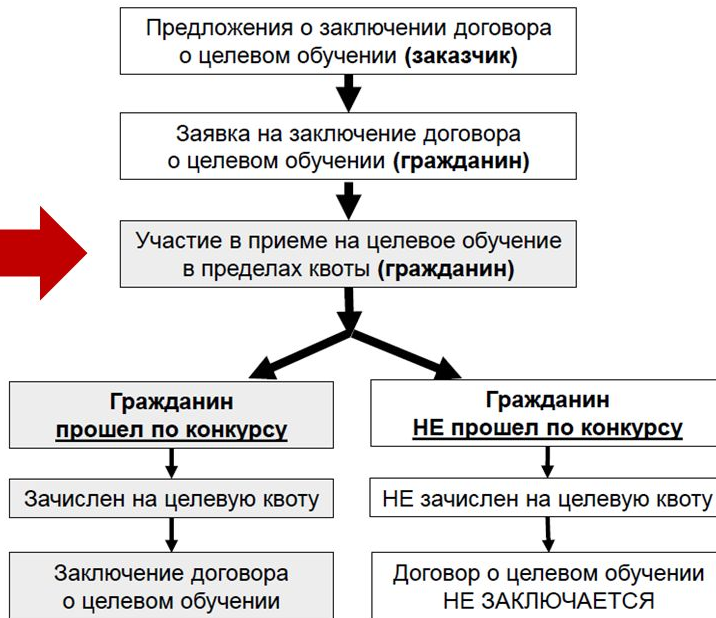 Предложения о заключении договора
о целевом обучении (заказчик)
Заявка на заключение договора
о целевом обучении (гражданин)
Участие в приеме на целевое обучение
в пределах квоты (гражданин)
Гражданин
прошел по конкурсу
Зачислен на целевую квоту
Заключение договора
о целевом обучении
Гражданин
НЕ прошел по конкурсу
НЕ зачислен на целевую квоту
Договор о целевом обучении
НЕ ЗАКЛЮЧАЕТСЯ